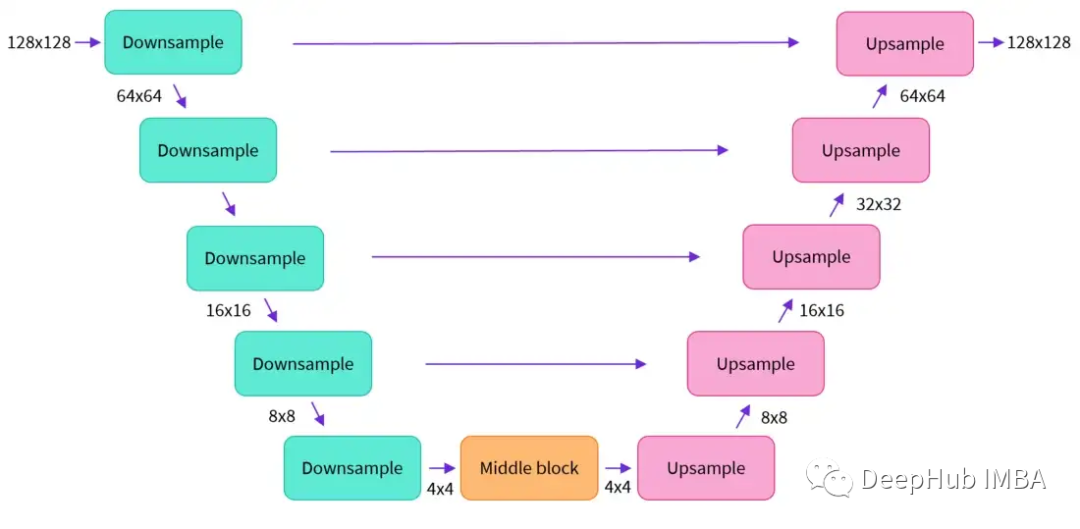 128x128
Downsample
Upsample
128x128
64x64
64x64
Downsample
Upsample
32x32
Downsample
Upsample
16x16
16x16
Downsample
Upsample
8x8
8x8
Downsample
Middle block
Upsample
4x4
4x4
DeepHub IMBA